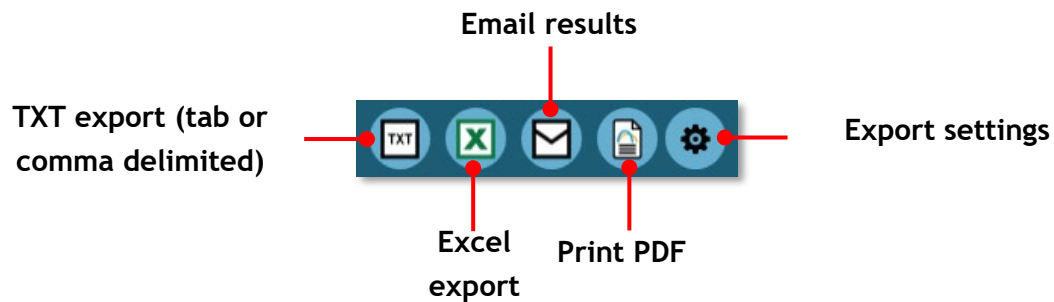 Email results
TXT export (tab or
comma delimited)
TXT
X
Export settings
Excel
export
Print PDF